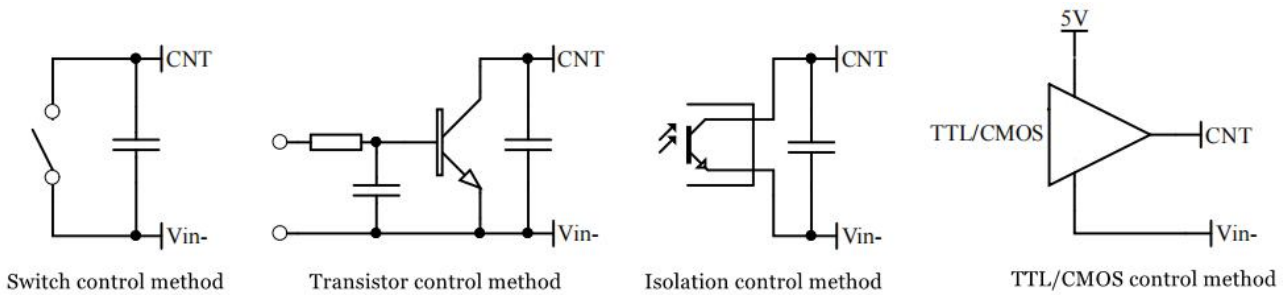 5V
CNT
CNT
CNT
TTL/CMOS
CNT
Vin-
Vin-
Vin-
Vin-
Switch control method
Transistor control method
Isolation control method
TTL/CMOS control method